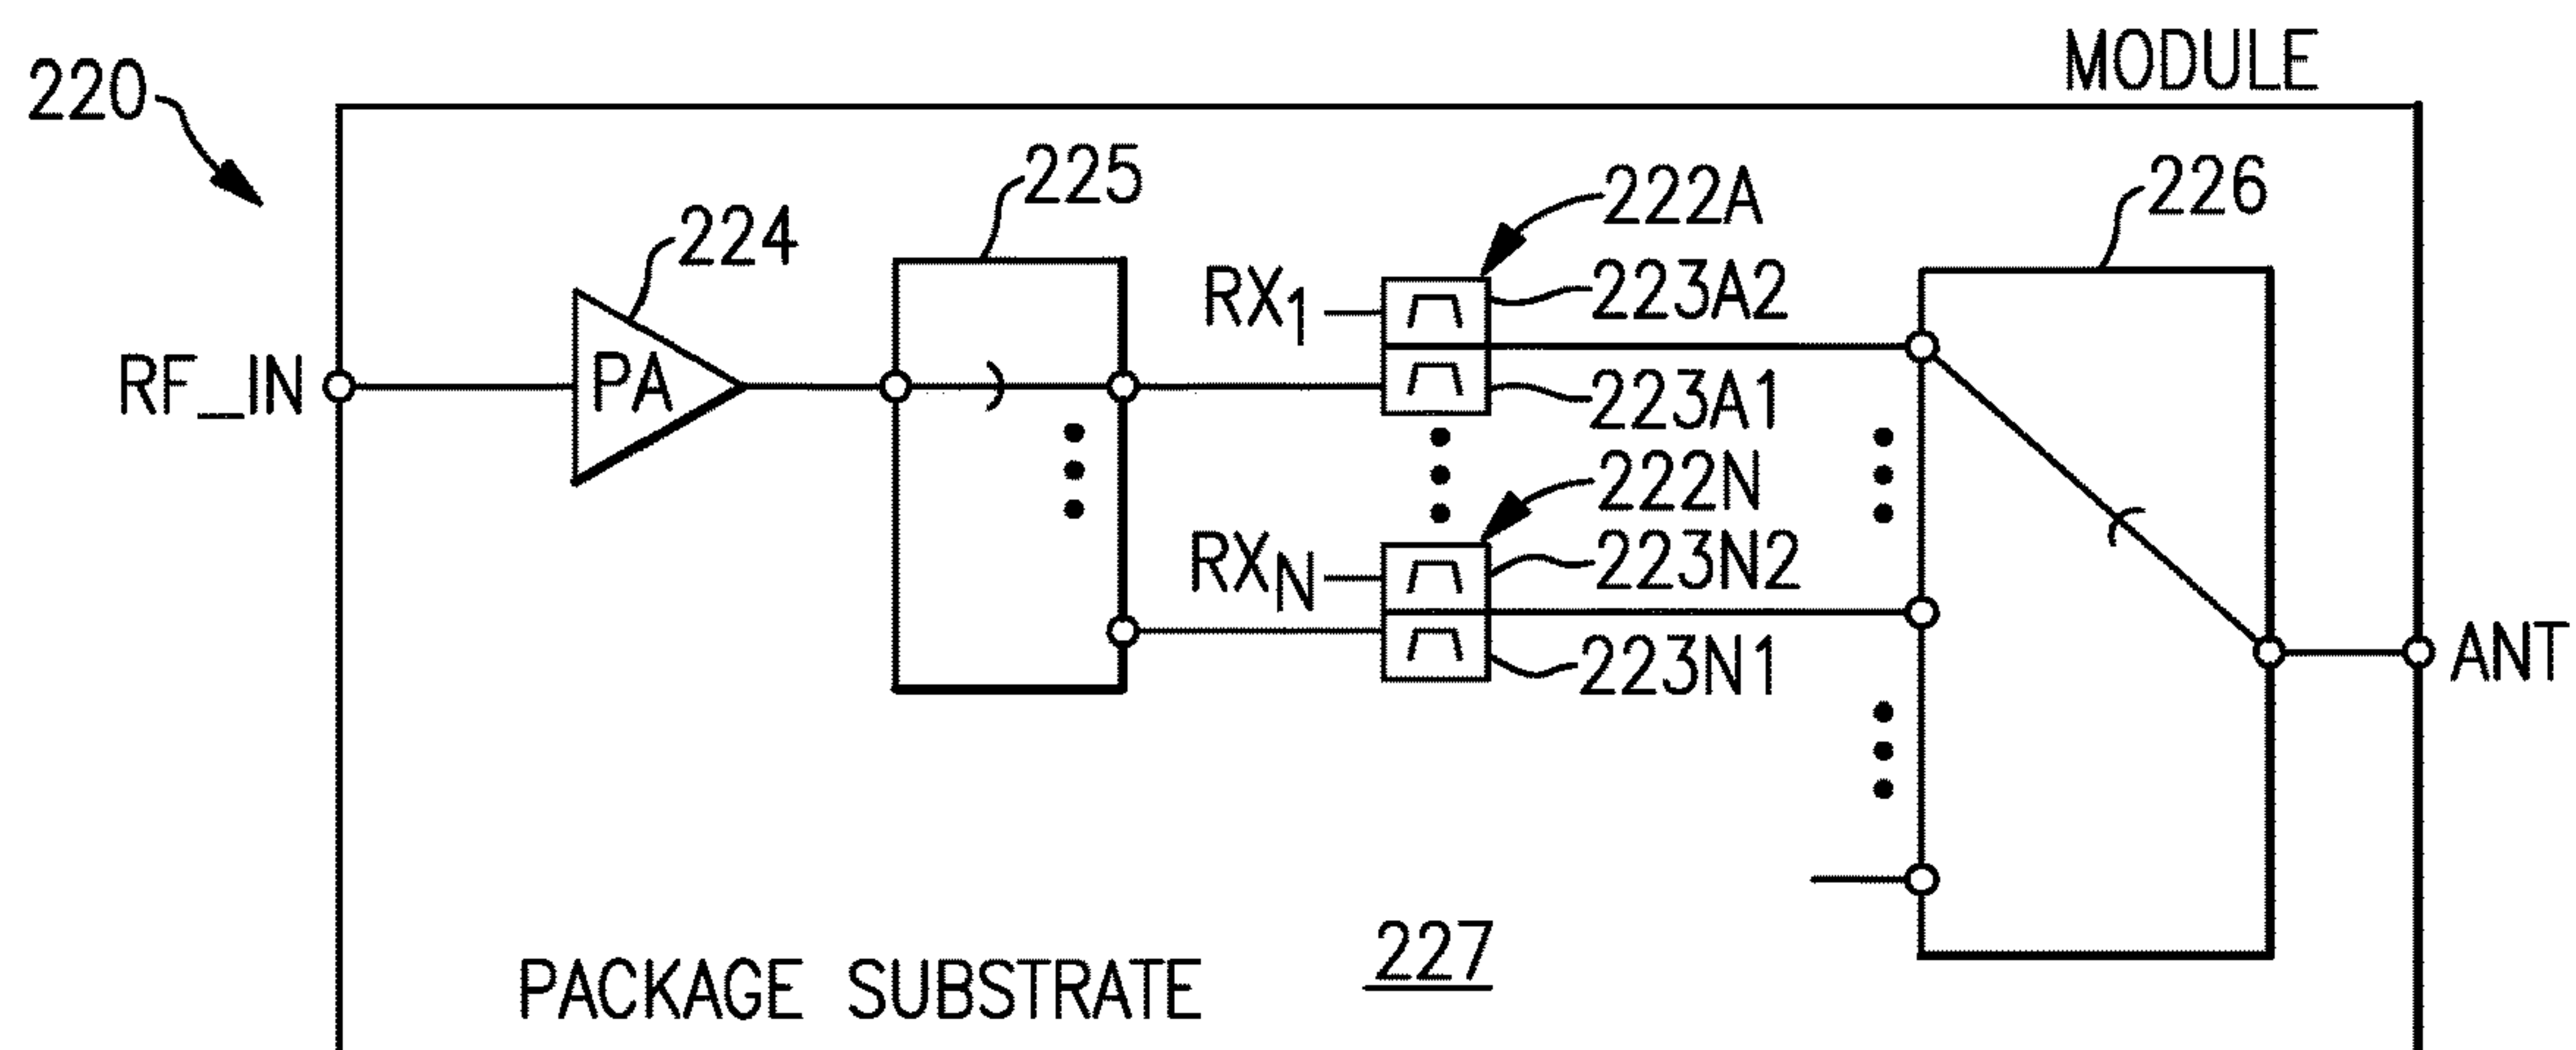 MODULE
220
225
226
222A
224
223A2
RX1
PA
RF_IN
223A1
222N
RXN
223N2
223N1
ANT
227
PACKAGE SUBSTRATE